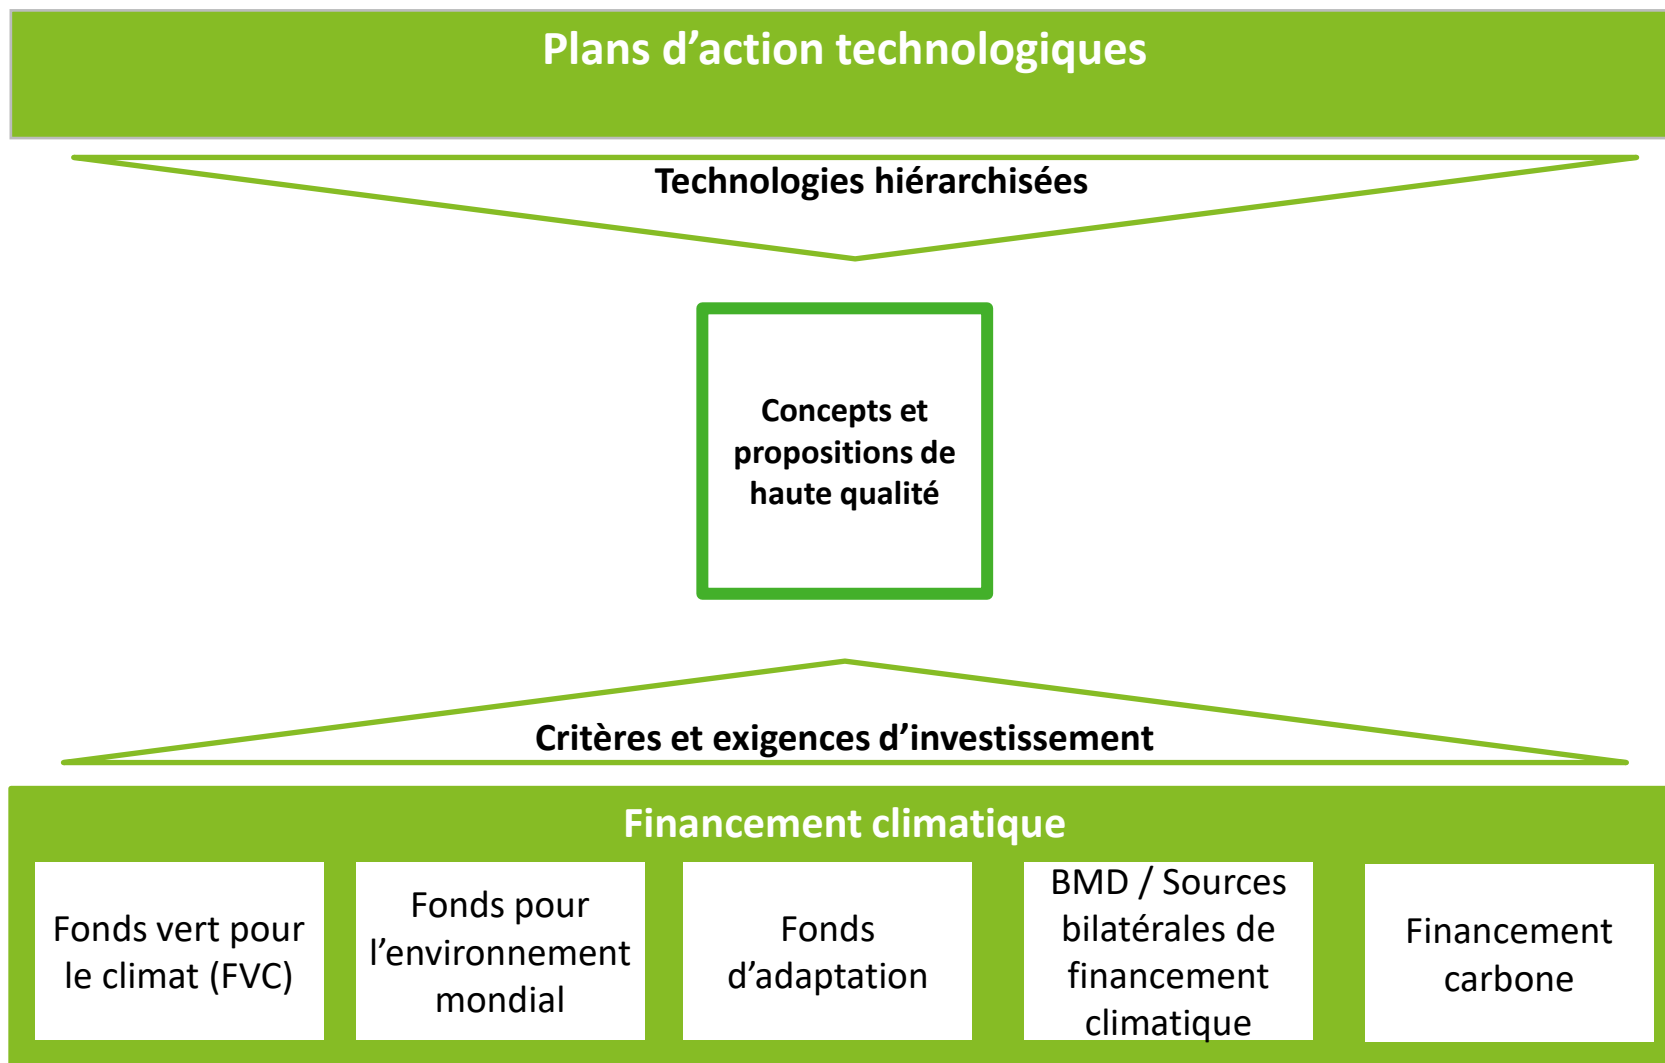 Plans d’action technologiques
Technologies hiérarchisées
Concepts et
propositions de
haute qualité
Critères et exigences d’investissement
Financement climatique
Fonds vert pour
le climat (FVC)
Fonds pour
l’environnement
mondial
Fonds
d’adaptation
BMD / Sources
bilatérales de
financement
climatique
Financement
carbone